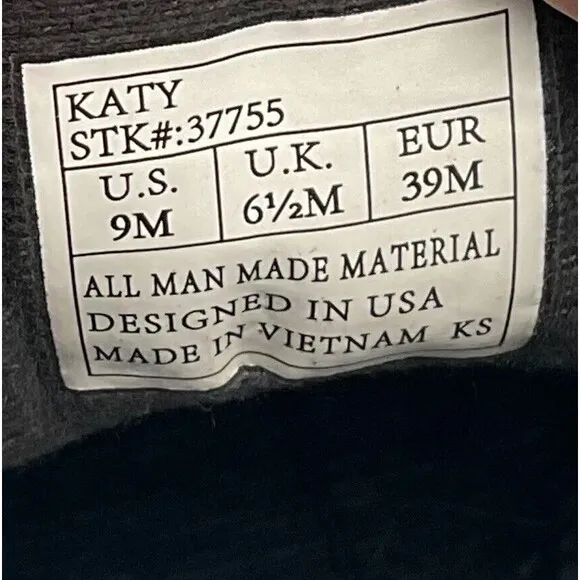 KATY
STK#:37755
U.S. U.K. EUR
9M 6½M 39M
ALL MAN MADE MATERIAL
DESIGNED IN USA
MADE IN VIETNAM KS